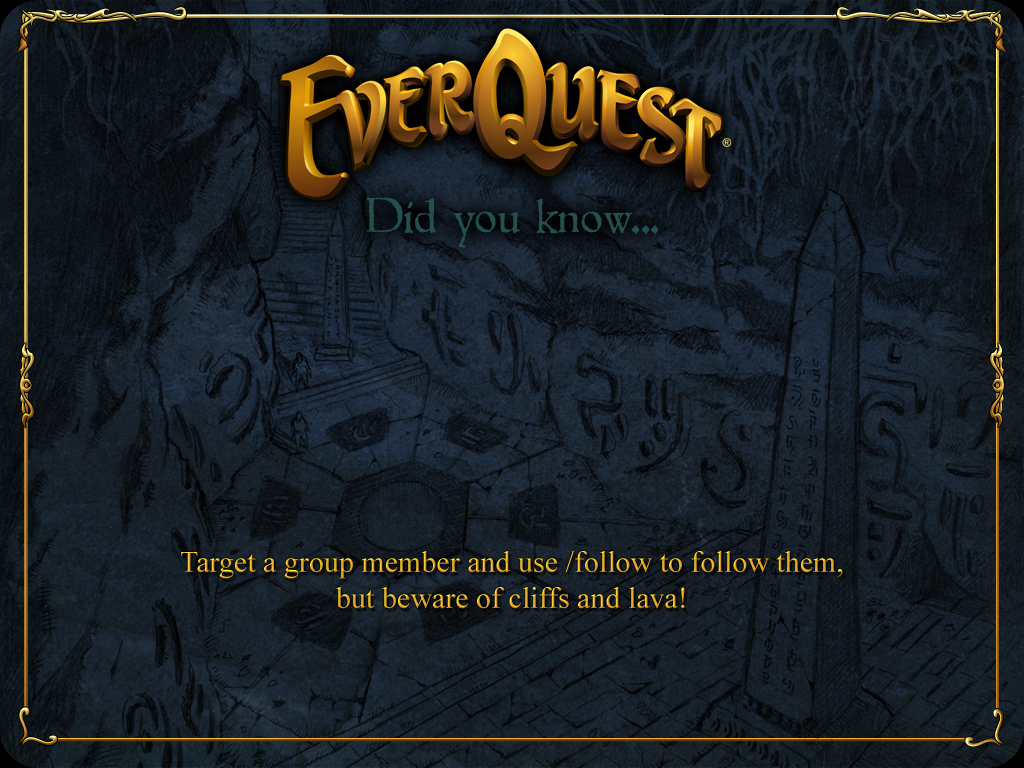 EverQuest®
Did you know...
Target a group member and use /follow to follow them,
but beware of cliffs and lava!